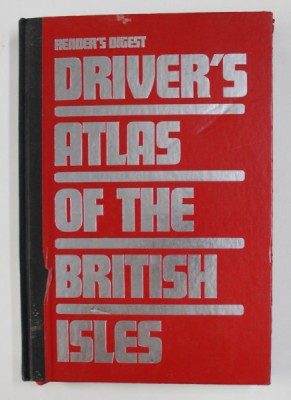 READER'S DIGEST
DRIVER'S
ATLAS
OF THE
BRITISH
ISLES